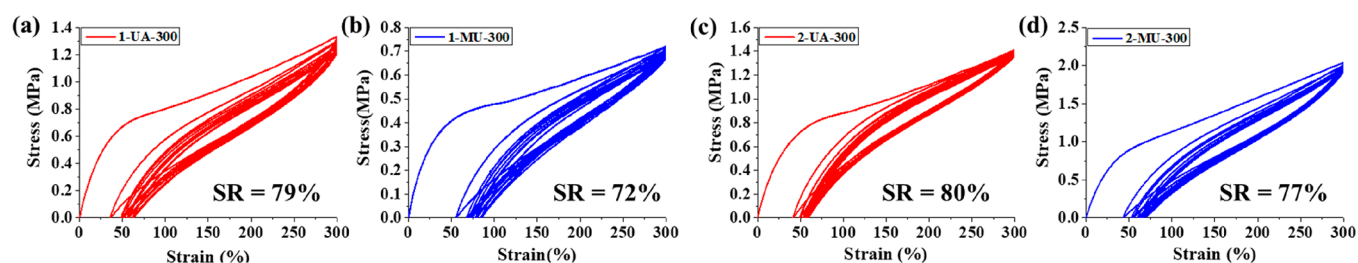 (a)
1-UA-300
Stress (MPa)
1.4
1.2
1.0
0.8
0.6
0.4
0.2
0.0
0 50 100 150 200 250 300
Strain (%)
SR = 79%
(b)
1-MU-300
Stress(MPa)
0.8
0.7
0.6
0.5
0.4
0.3
0.2
0.1
0.0
0 50 100 150 200 250 300
Strain(%)
SR = 72%
(c)
2-UA-300
Stress (MPa)
1.6
1.4
1.2
1.0
0.8
0.6
0.4
0.2
0.0
0 50 100 150 200 250 300
Strain (%)
SR = 80%
(d)
2-MU-300
Stress (MPa)
2.5
2.0
1.5
1.0
0.5
0.0
0 50 100 150 200 250 300
Strain (%)
SR = 77%